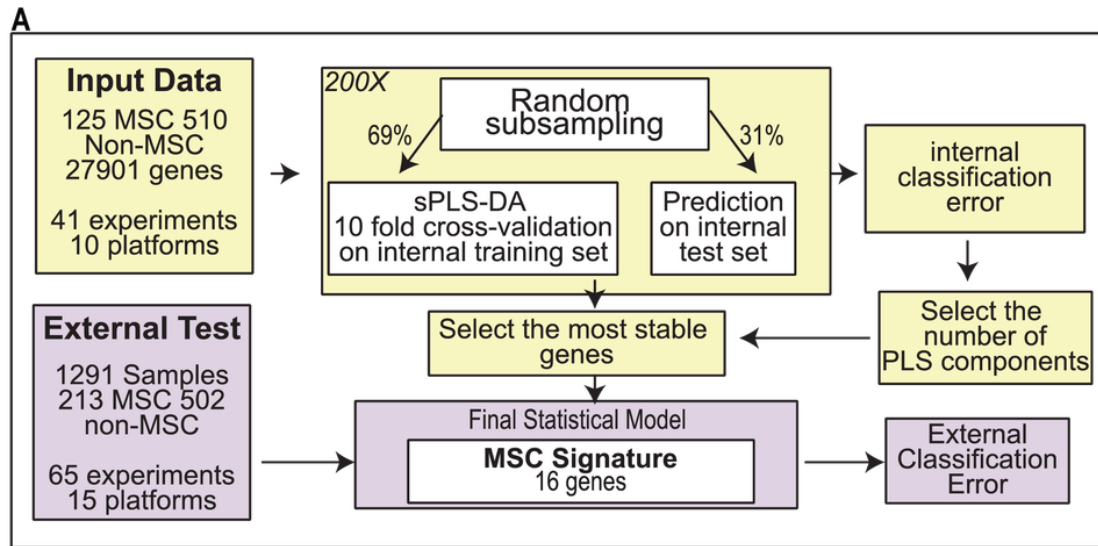 A
Input Data
125 MSC 510
Non-MSC
27901 genes
41 experiments
10 platforms
200X
Random
subsampling
69%
31%
sPLS-DA
10 fold cross-validation
on internal training set
Prediction
on internal
test set
internal
classification
error
Select the
number of
PLS components
Select the most stable
genes
External Test
1291 Samples
213 MSC 502
non-MSC
65 experiments
15 platforms
Final Statistical Model
MSC Signature
16 genes
External
Classification
Error